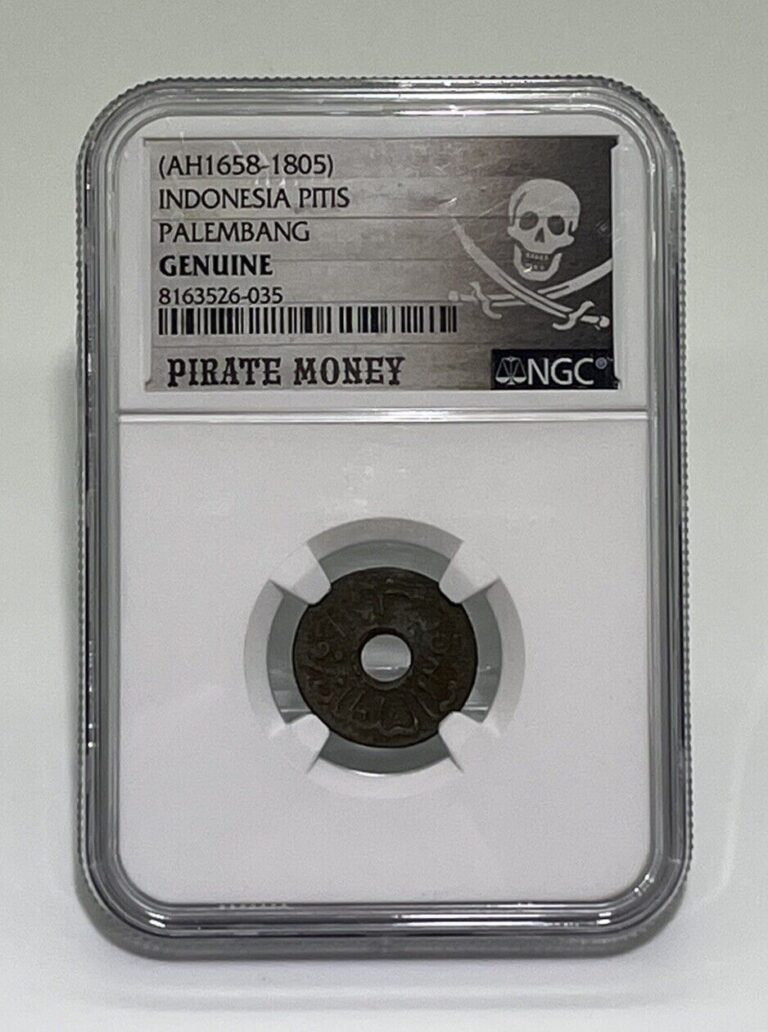 (AH1658-1805)
INDONESIA PITIS
PALEMBANG
GENUINE
8163526-035
PIRATE MONEY
NGC®